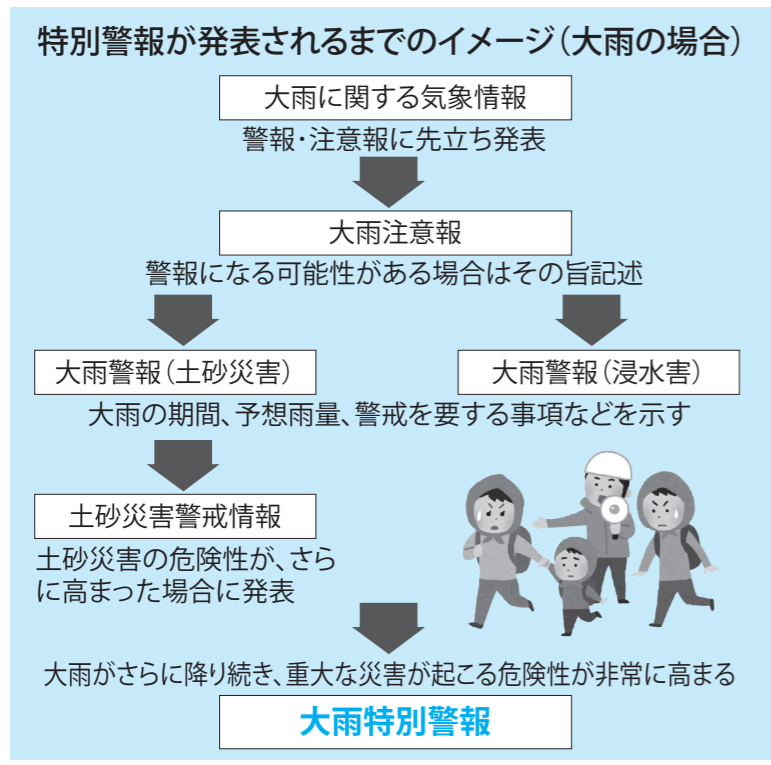 特別警報が発表されるまでのイメージ（大雨の場合）
大雨に関する気象情報
警報・注意報に先立ち発表
大雨注意報
警報になる可能性がある場合はその旨記述
大雨警報（土砂災害）
大雨警報（浸水害）
大雨の期間、予想雨量、警戒を要する事項などを示す
土砂災害警戒情報
土砂災害の危険性が、さら
に高まった場合に発表
大雨がさらに降り続き、重大な災害が起こる危険性が非常に高まる
大雨特別警報